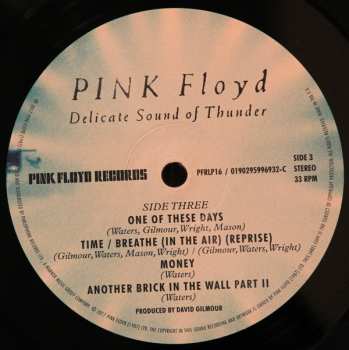 PINK Floyd
Delicate Sound of Thunder
PINK FLOYD RECORDS
PFRLP16 / 0190295996932-C
SIDE 3
STEREO
33 RPM
SIDE THREE
ONE OF THESE DAYS
(Waters, Gilmour, Wright, Mason)
TIME / BREATHE (IN THE AIR) (REPRISE)
(Gilmour, Waters, Mason, Wright) / (Gilmour, Waters, Wright)
MONEY
(Waters)
ANOTHER BRICK IN THE WALL PART II
(Waters)
PRODUCED BY DAVID GILMOUR